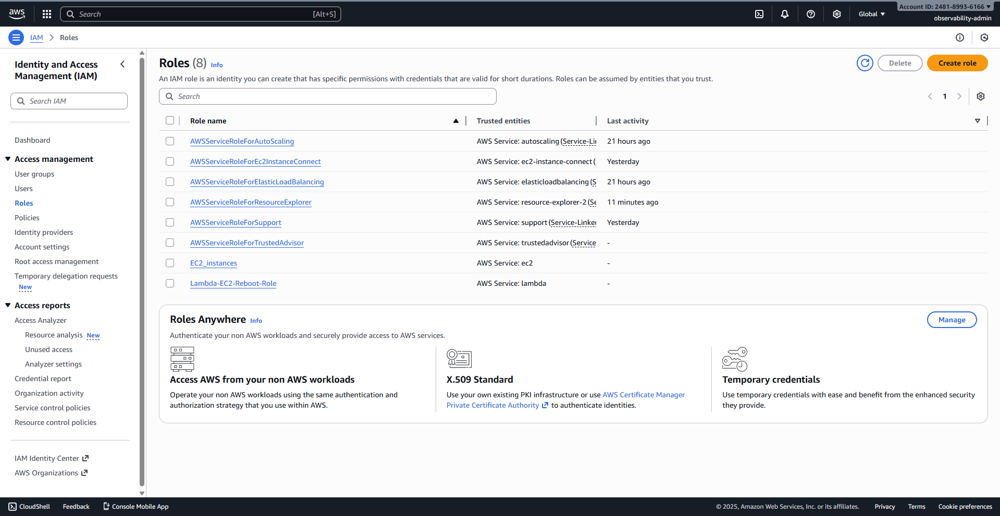 aws
Search
[Alt+S]
Global
Account ID: 2481-8993-6166
observability-admin
IAM
Roles
Identity and Access
Management (IAM)
Search IAM
Dashboard
Access management
User groups
Users
Roles
Policies
Identity providers
Account settings
Root access management
Temporary delegation requests
New
Access reports
Access Analyzer
Resource analysis New
Unused access
Analyzer settings
Credential report
Organization activity
Service control policies
Resource control policies
IAM Identity Center
AWS Organizations
Roles (8) Info
Delete
Create role
An IAM role is an identity you can create that has specific permissions with credentials that are valid for short durations. Roles can be assumed by entities that you trust.
Search
1
Role name Trusted entities Last activity
AWSServiceRoleForAutoScaling AWS Service: autoscaling (Service-Li 21 hours ago
AWSServiceRoleForEc2InstanceConnect AWS Service: ec2-instance-connect ( Yesterday
AWSServiceRoleForElasticLoadBalancing AWS Service: elasticloadbalancing (S 21 hours ago
AWSServiceRoleForResourceExplorer AWS Service: resource-explorer-2 (Se 11 minutes ago
AWSServiceRoleForSupport AWS Service: support (Service-Linke Yesterday
AWSServiceRoleForTrustedAdvisor AWS Service: trustedadvisor (Service -
EC2_instances AWS Service: ec2 -
Lambda-EC2-Reboot-Role AWS Service: lambda -
Roles Anywhere Info
Manage
Authenticate your non AWS workloads and securely provide access to AWS services.
Access AWS from your non AWS workloads
Operate your non AWS workloads using the same authentication and
authorization strategy that you use within AWS.
X.509 Standard
Use your own existing PKI infrastructure or use AWS Certificate Manager
Private Certificate Authority to authenticate identities.
Temporary credentials
Use temporary credentials with ease and benefit from the enhanced security
they provide.
CloudShell Feedback Console Mobile App
© 2025, Amazon Web Services, Inc. or its affiliates. Privacy Terms Cookie preferences